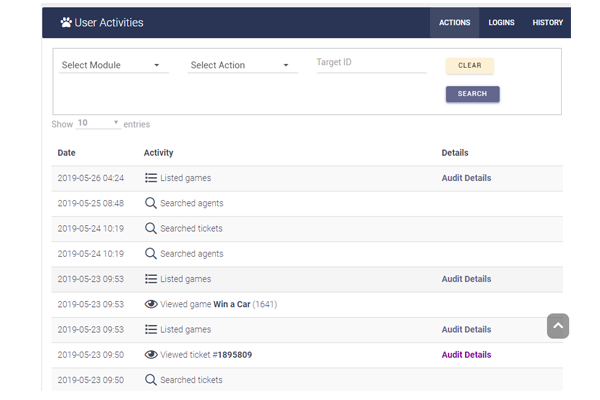 User Activities ACTIONS LOGINS HISTORY
Select Module Select Action Target ID CLEAR
SEARCH
Show 10 entries
Date Activity Details
2019-05-26 04:24 Listed games Audit Details
2019-05-25 08:48 Searched agents
2019-05-24 10:19 Searched tickets
2019-05-24 10:19 Searched agents
2019-05-23 09:53 Listed games Audit Details
2019-05-23 09:53 Viewed game Win a Car (1641)
2019-05-23 09:53 Listed games Audit Details
2019-05-23 09:50 Viewed ticket #1895809 Audit Details
2019-05-23 09:50 Searched tickets